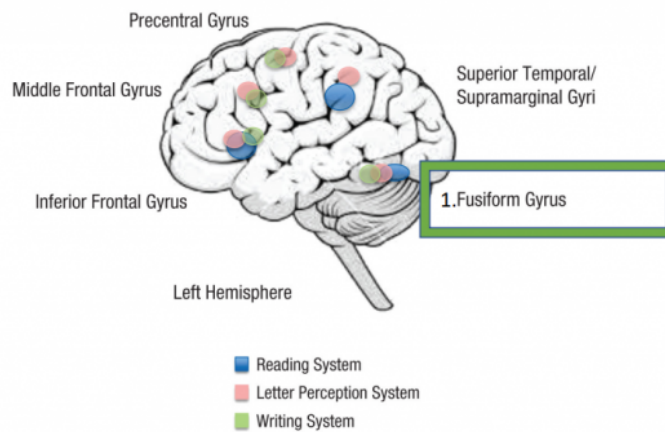 Precentral Gyrus
Middle Frontal Gyrus
Superior Temporal/
Supramarginal Gyri
Inferior Frontal Gyrus
1.Fusiform Gyrus
Left Hemisphere
Reading System
Letter Perception System
Writing System